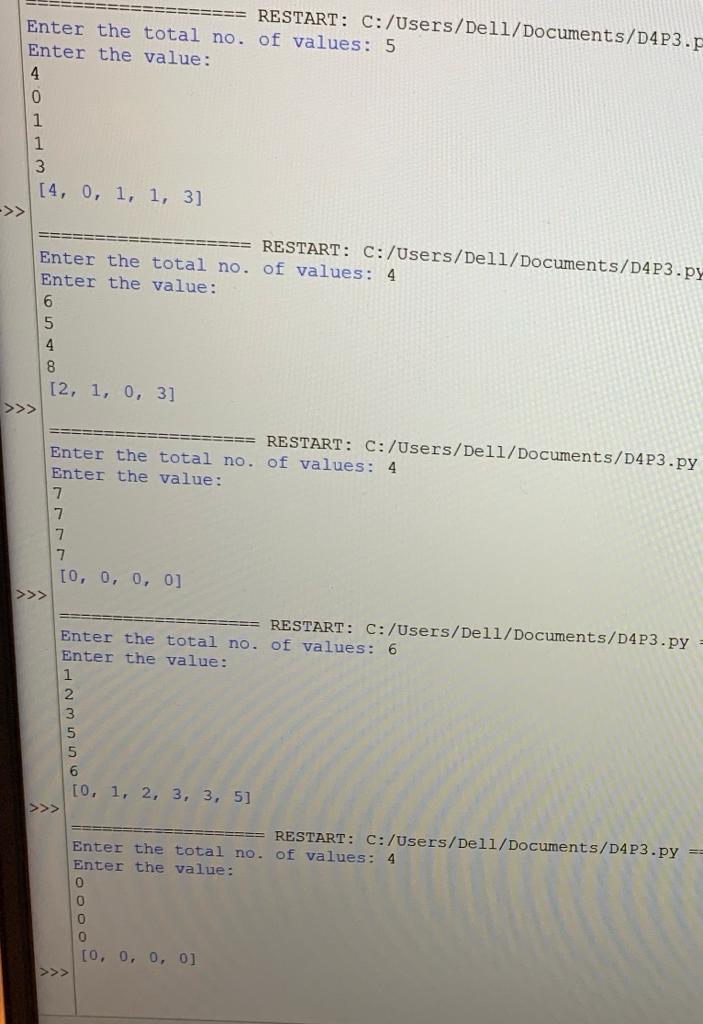 =================== RESTART: C:/Users/Dell/Documents/D4P3.p
Enter the total no. of values: 5
Enter the value:
4
0
1
1
3
[4, 0, 1, 1, 3]
>>>
=================== RESTART: C:/Users/Dell/Documents/D4P3.py
Enter the total no. of values: 4
Enter the value:
6
5
4
8
[2, 1, 0, 3]
>>>
=================== RESTART: C:/Users/Dell/Documents/D4P3.py
Enter the total no. of values: 4
Enter the value:
7
7
7
7
[0, 0, 0, 0]
>>>
=================== RESTART: C:/Users/Dell/Documents/D4P3.py =
Enter the total no. of values: 6
Enter the value:
1
2
3
5
5
6
[0, 1, 2, 3, 3, 5]
>>>
=================== RESTART: C:/Users/Dell/Documents/D4P3.py ==
Enter the total no. of values: 4
Enter the value:
0
0
0
0
[0, 0, 0, 0]
>>>